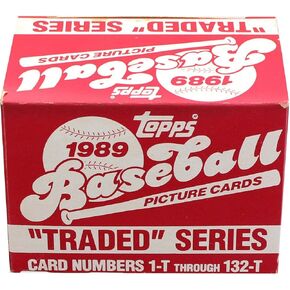 "TRADED" SERIES
PICTURE CARDS
Baseball
1989
TOPPS
TOPPS
1989
Baseball
PICTURE CARDS
"TRADED" SERIES
CARD NUMBERS 1-T THROUGH 132-T